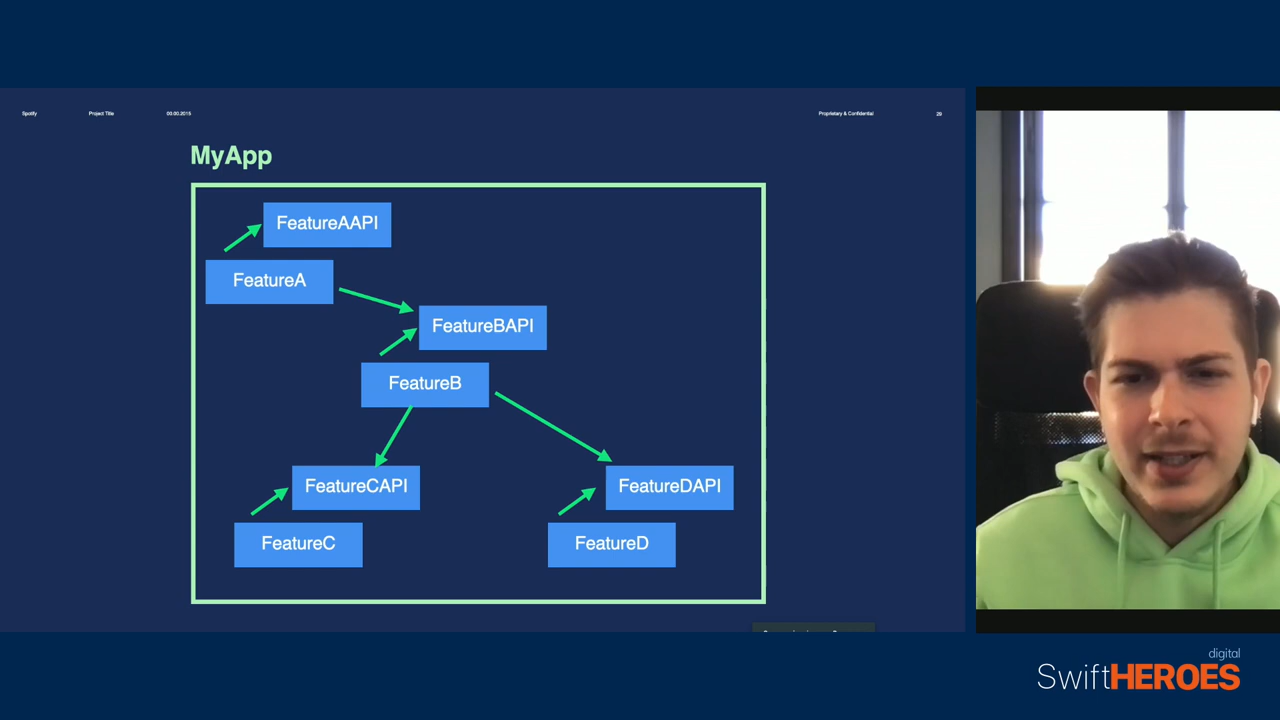 Spotify Project Title 00.00.2015 Proprietary & Confidential 29
MyApp
FeatureAAPI
FeatureA
FeatureBAPI
FeatureB
FeatureCAPI
FeatureDAPI
FeatureC
FeatureD
digital
SwiftHEROES